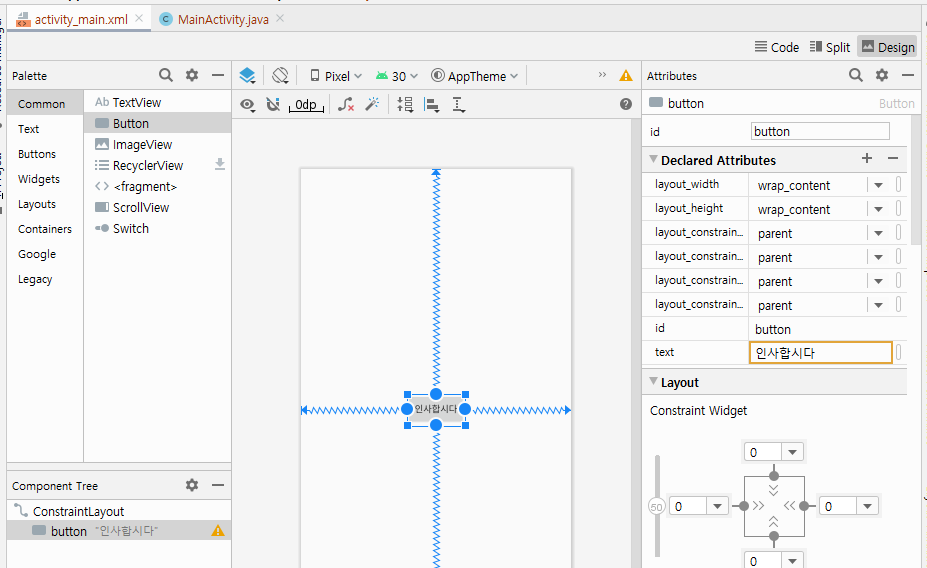 activity_main.xml
MainActivity.java
Code
Split
Design
Palette
Pixel
30
AppTheme
Attributes
0dp
Common
Text
Buttons
Widgets
Layouts
Containers
Google
Legacy
Ab TextView
Button
ImageView
RecyclerView
<fragment>
ScrollView
Switch
button Button
id button
Declared Attributes
layout_width wrap_content
layout_height wrap_content
layout_constrain... parent
layout_constrain... parent
layout_constrain... parent
layout_constrain... parent
id button
text 인사합시다
인사합시다
Layout
Constraint Widget
0
50
0
0
0
Component Tree
ConstraintLayout
button "인사합시다"